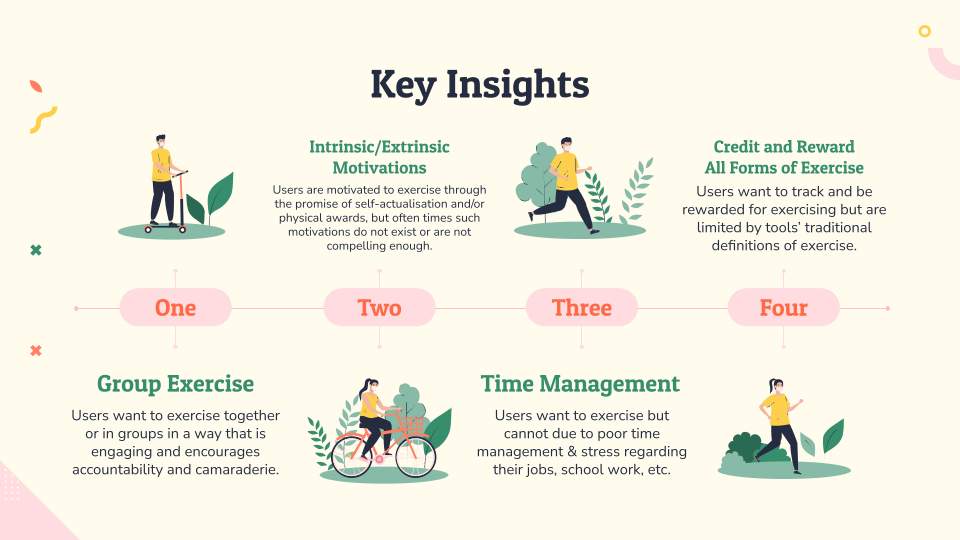 Key Insights
Intrinsic/Extrinsic
Motivations
Users are motivated to exercise through
the promise of self-actualisation and/or
physical awards, but often times such
motivations do not exist or are not
compelling enough.
Credit and Reward
All Forms of Exercise
Users want to track and be
rewarded for exercising but are
limited by tools' traditional
definitions of exercise.
One
Two
Three
Four
Group Exercise
Users want to exercise together
or in groups in a way that is
engaging and encourages
accountability and camaraderie.
Time Management
Users want to exercise but
cannot due to poor time
management & stress regarding
their jobs, school work, etc.